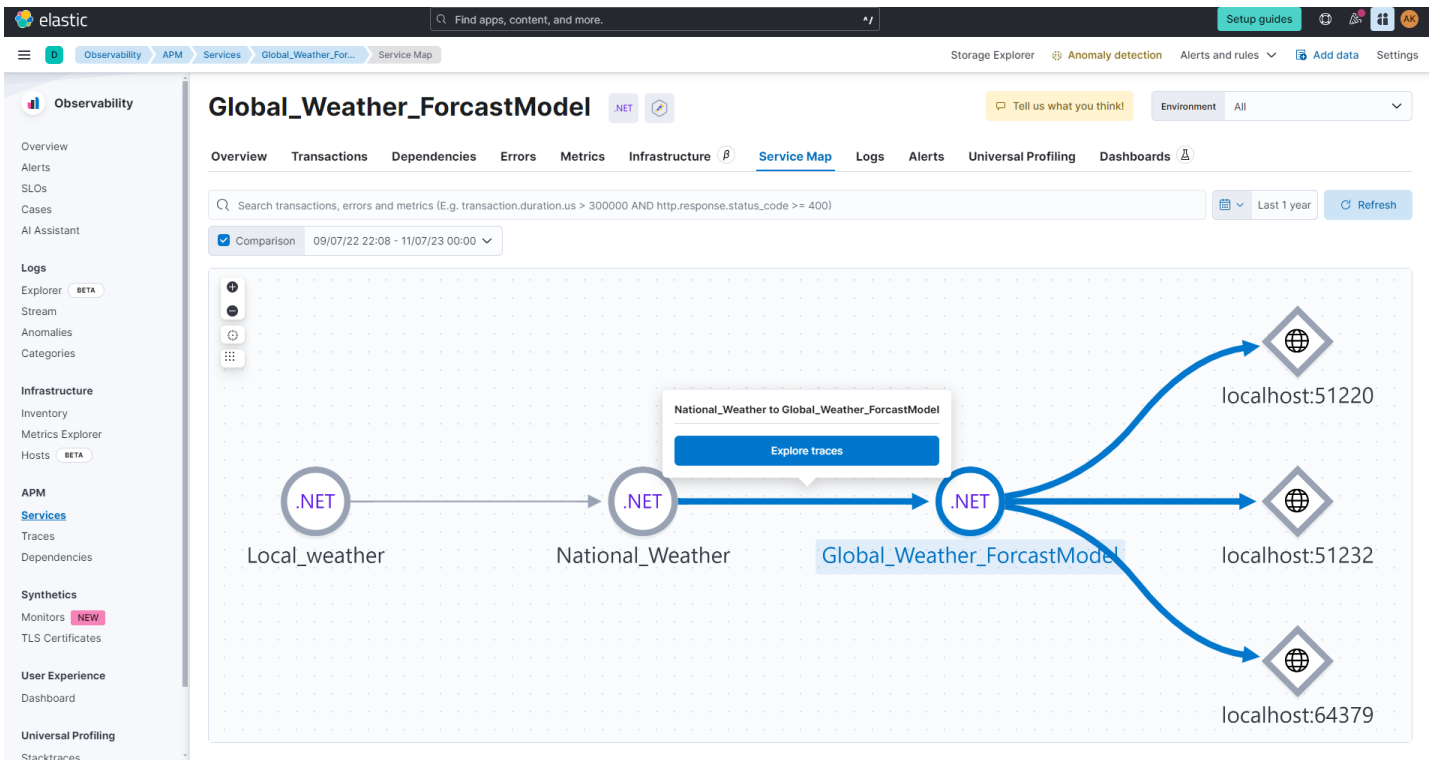 elastic
Find apps, content, and more.
^/
Setup guides
AK
D
Observability
APM
Services
Global_Weather_For...
Service Map
Storage Explorer
Anomaly detection
Alerts and rules
Add data
Settings
Observability
Overview
Alerts
SLOs
Cases
AI Assistant
Logs
Explorer BETA
Stream
Anomalies
Categories
Infrastructure
Inventory
Metrics Explorer
Hosts BETA
APM
Services
Traces
Dependencies
Synthetics
Monitors NEW
TLS Certificates
User Experience
Dashboard
Universal Profiling
Stacktraces
Global_Weather_ForcastModel
.NET
Tell us what you think!
Environment All
Overview Transactions Dependencies Errors Metrics Infrastructure β Service Map Logs Alerts Universal Profiling Dashboards
Search transactions, errors and metrics (E.g. transaction.duration.us > 300000 AND http.response.status_code >= 400)
Last 1 year
Refresh
Comparison 09/07/22 22:08 - 11/07/23 00:00
National_Weather to Global_Weather_ForcastModel
Explore traces
.NET
Local_weather
.NET
National_Weather
.NET
Global_Weather_ForcastModel
localhost:51220
localhost:51232
localhost:64379